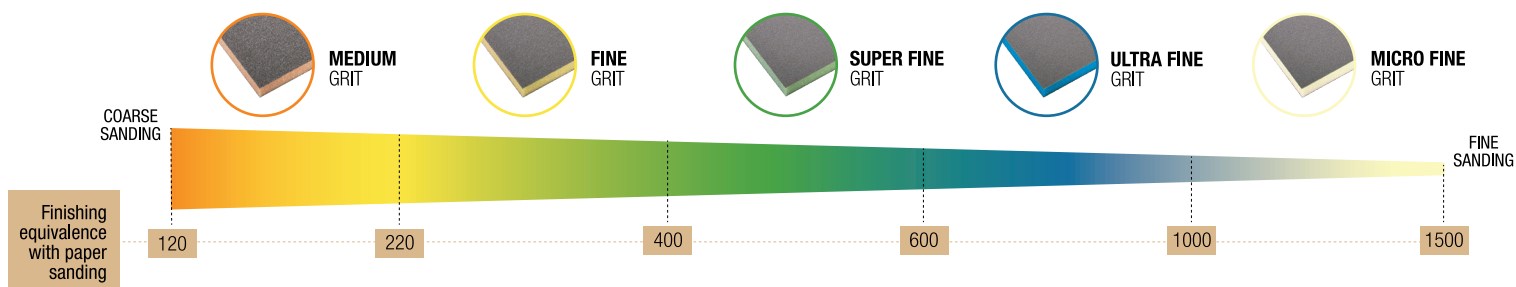 MEDIUM
GRIT
FINE
GRIT
SUPER FINE
GRIT
ULTRA FINE
GRIT
MICRO FINE
GRIT
COARSE
SANDING
FINE
SANDING
Finishing
equivalence
with paper
sanding
120
220
400
600
1000
1500